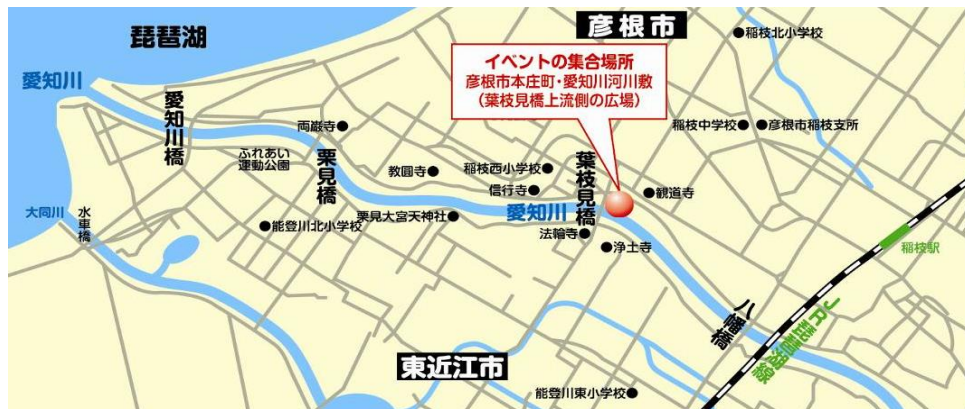 琵琶湖
彦根市
稲枝北小学校
イベントの集合場所
彦根市本庄町・愛知川河川敷
（葉枝見橋上流側の広場）
愛知川
愛知川橋
両巌寺
稲枝中学校
彦根市稲枝支所
ふれあい
運動公園
栗見橋
教圓寺
稲枝西小学校
葉枝見橋
信行寺
観道寺
大同川
水車橋
能登川北小学校
栗見大宮天神社
愛知川
法輪寺
浄土寺
稲枝駅
八幡橋
JR琵琶湖線
東近江市
能登川東小学校